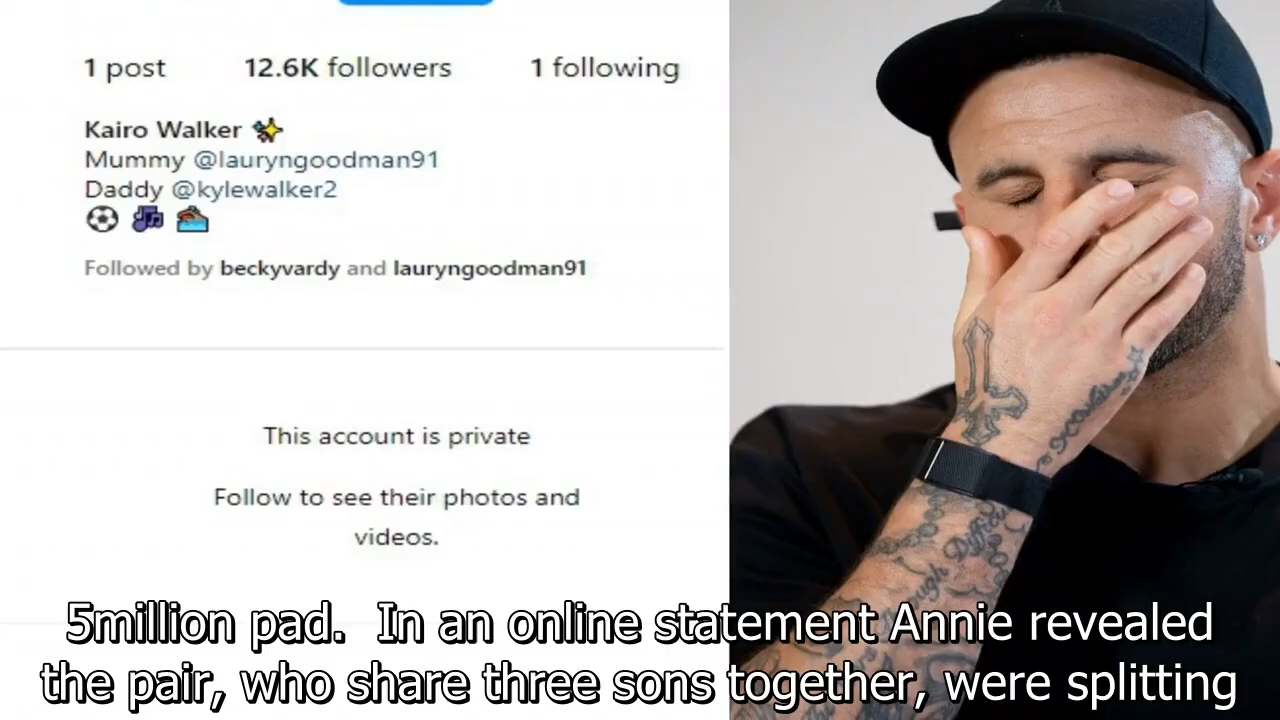 1 post 12.6K followers 1 following
Kairo Walker ✨
Mummy @lauryngoodman91
Daddy @kylewalker2
⚽ 🎶 🏊
Followed by beckyvardy and lauryngoodman91
This account is private
Follow to see their photos and
videos.
5million pad. In an online statement Annie revealed
the pair, who share three sons together, were splitting